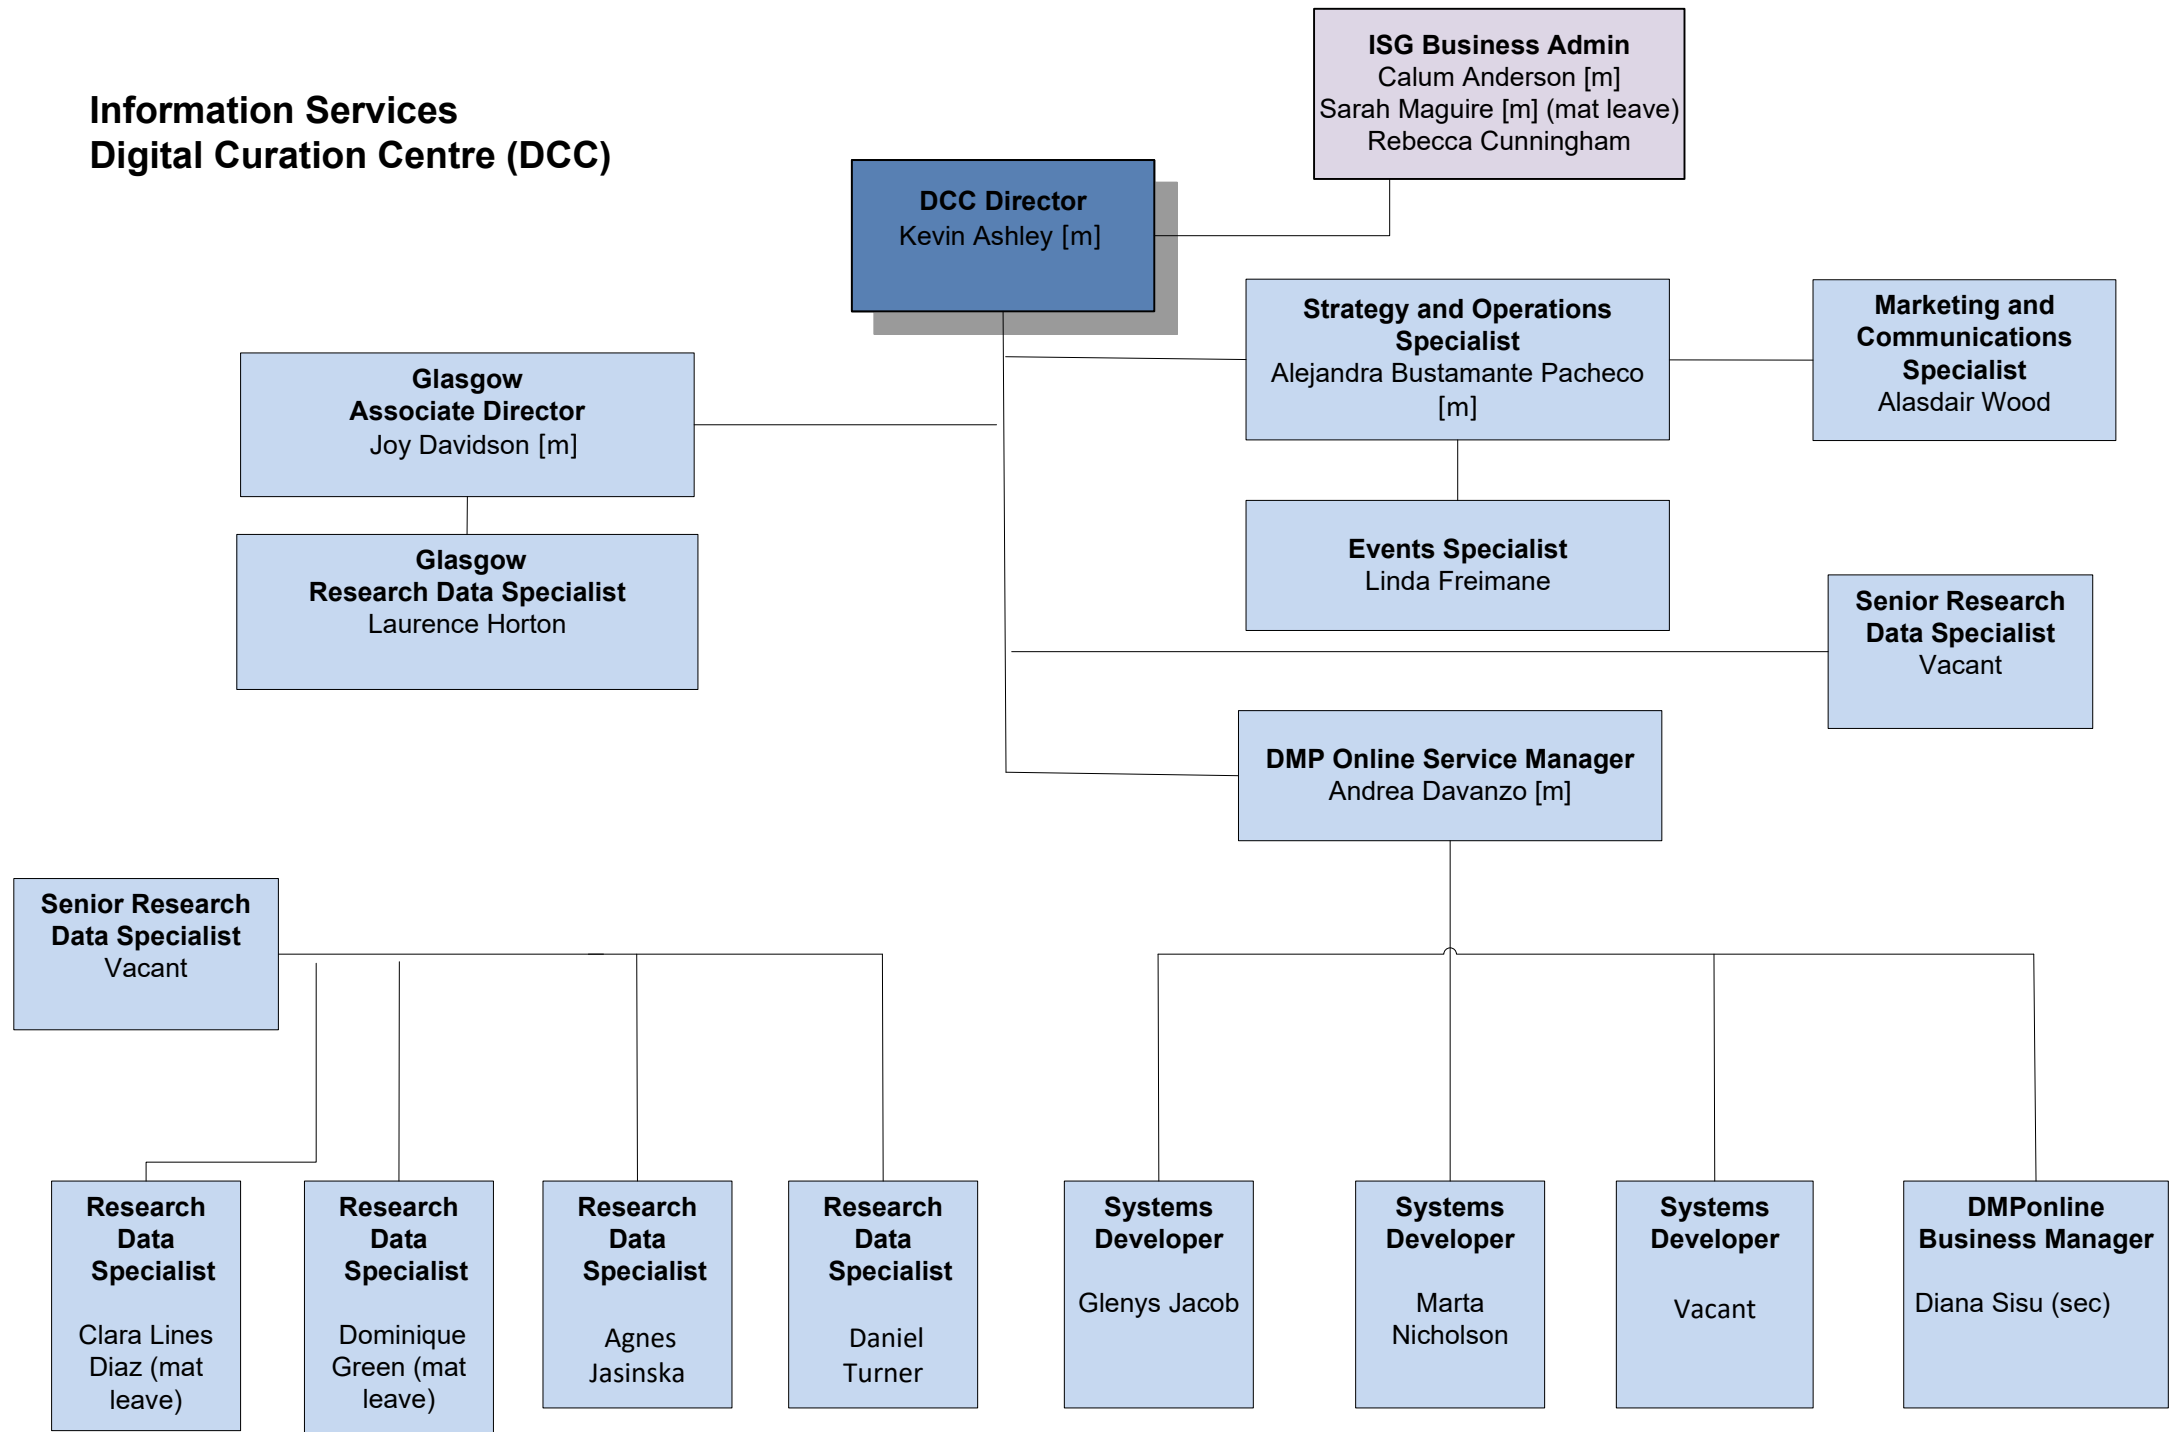 Information Services
Digital Curation Centre (DCC)
ISG Business Admin
Calum Anderson [m]
Sarah Maguire [m] (mat leave)
Rebecca Cunningham
DCC Director
Kevin Ashley [m]
Strategy and Operations
Specialist
Alejandra Bustamante Pacheco
[m]
Marketing and
Communications
Specialist
Alasdair Wood
Glasgow
Associate Director
Joy Davidson [m]
Glasgow
Research Data Specialist
Laurence Horton
Events Specialist
Linda Freimane
Senior Research
Data Specialist
Vacant
DMP Online Service Manager
Andrea Davanzo [m]
Senior Research
Data Specialist
Vacant
Research
Data
Specialist
Clara Lines
Diaz (mat
leave)
Research
Data
Specialist
Dominique
Green (mat
leave)
Research
Data
Specialist
Agnes
Jasinska
Research
Data
Specialist
Daniel
Turner
Systems
Developer
Glenys Jacob
Systems
Developer
Marta
Nicholson
Systems
Developer
Vacant
DMPonline
Business Manager
Diana Sisu (sec)